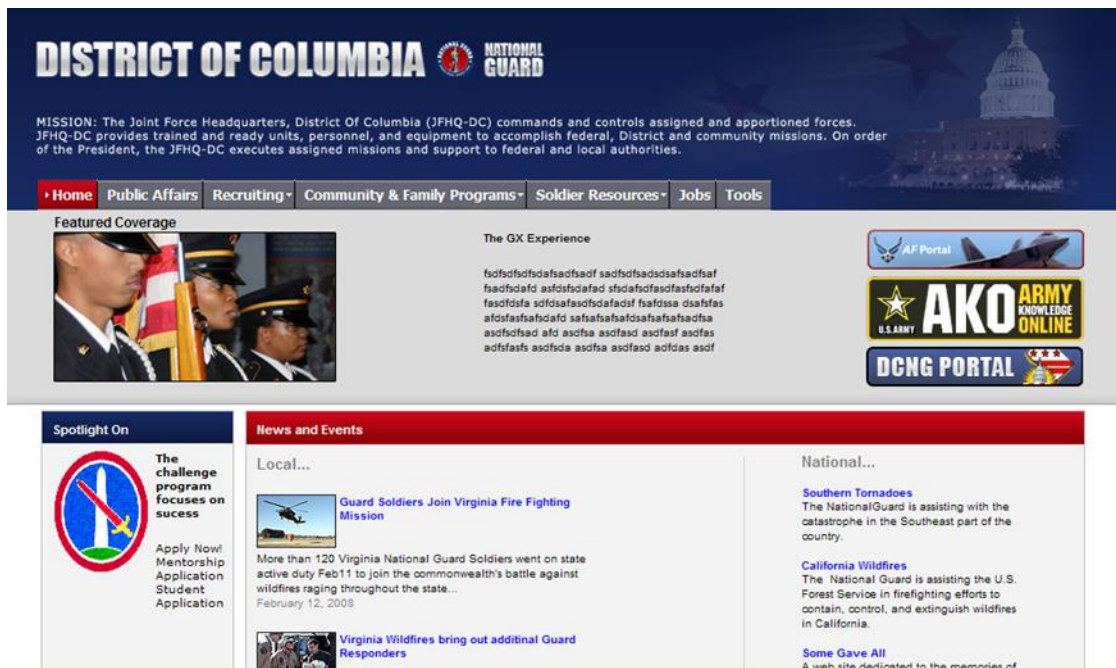 DISTRICT OF COLUMBIA NATIONAL GUARD
MISSION: The Joint Force Headquarters, District Of Columbia (JFHQ-DC) commands and controls assigned and apportioned forces.
JFHQ-DC provides trained and ready units, personnel, and equipment to accomplish federal, District and community missions. On order
of the President, the JFHQ-DC executes assigned missions and support to federal and local authorities.
Home Public Affairs Recruiting Community & Family Programs Soldier Resources Jobs Tools
Featured Coverage
The GX Experience
fsdfsdfsdfsdafsadfsadf sadfsdfsadsdsafsadfsaf
fsadfsdafd asfdsfsdafad sfsdafsdfasdfasfsdfafaf
fasdfdsfa sdfdsafasdfsdafadsf fsafdssa dsafsfas
afdsfasfsafsdafd safsafsafsafdsafsafsafsafsadfsa
asdfsdfsad afd asdfsa asdfasd asdfasf asdfas
adfsfasfs asdfsda asdfsa asdfasd adfdas asdf
AF Portal
U.S. ARMY AKO ARMY KNOWLEDGE ONLINE
DCNG PORTAL
Spotlight On
The
challenge
program
focuses on
sucess
Apply Now!
Mentorship
Application
Student
Application
News and Events
Local...
Guard Soldiers Join Virginia Fire Fighting
Mission
More than 120 Virginia National Guard Soldiers went on state
active duty Feb11 to join the commonwealth's battle against
wildfires raging throughout the state...
February 12, 2008
Virginia Wildfires bring out additinal Guard
Responders
National...
Southern Tornadoes
The NationalGuard is assisting with the
catastrophe in the Southeast part of the
country.
California Wildfires
The National Guard is assisting the U.S.
Forest Service in firefighting efforts to
contain, control, and extinguish wildfires
in California.
Some Gave All
A web site dedicated to the memories of